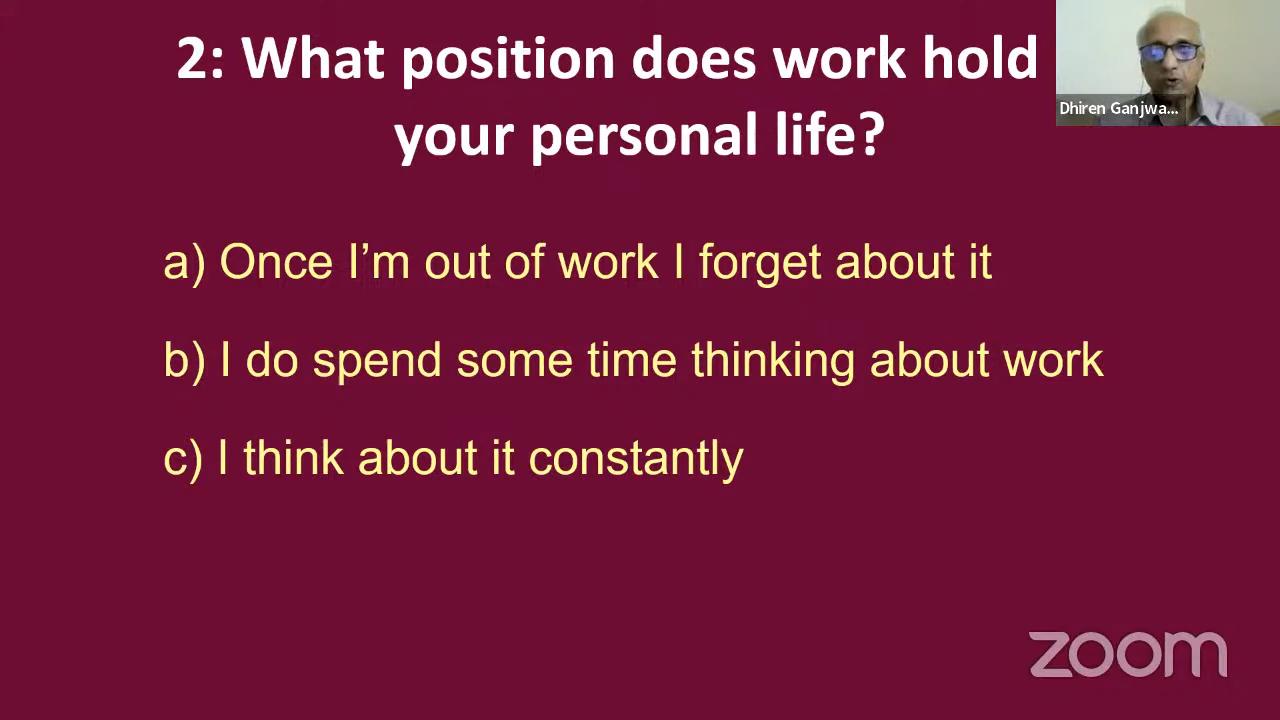 2: What position does work hold
your personal life?
Dhiren Ganjwa...
a) Once I’m out of work I forget about it
b) I do spend some time thinking about work
c) I think about it constantly
zoom